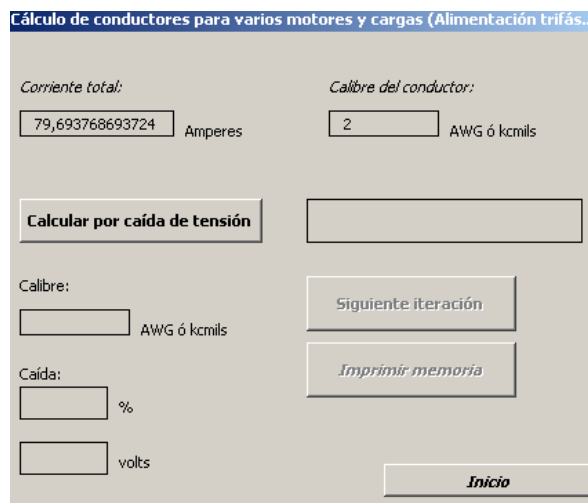 Cálculo de conductores para varios motores y cargas (Alimentación trifás..
Corriente total:
Calibre del conductor:
79,693768693724 Amperes
2 AWG ó kcmils
Calcular por caída de tensión
Calibre:
AWG ó kcmils
Siguiente iteración
Caída:
%
Imprimir memoria
volts
Inicio